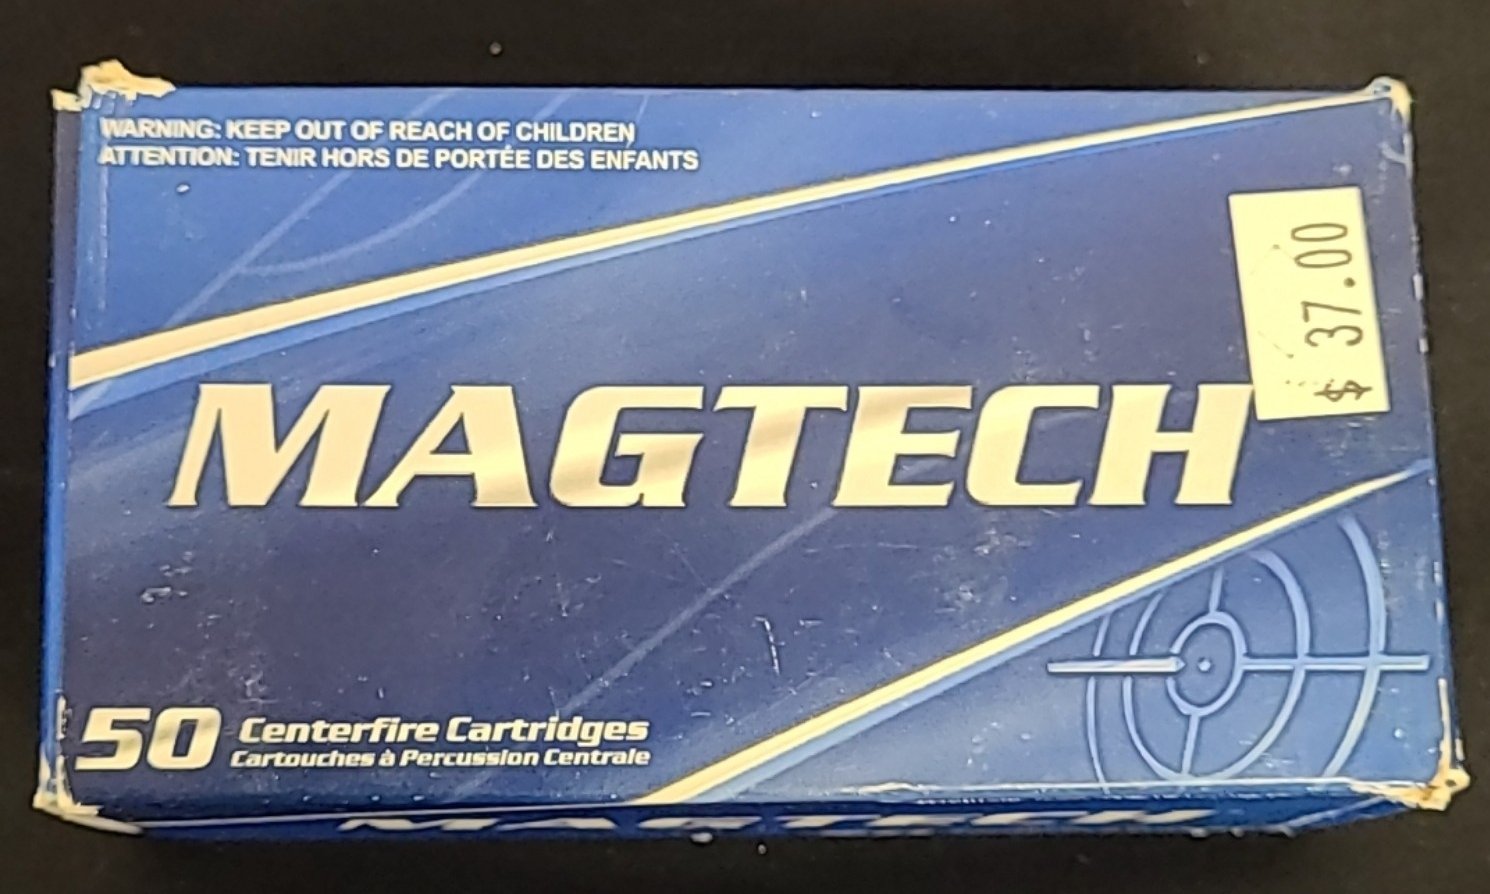 WARNING: KEEP OUT OF REACH OF CHILDREN
ATTENTION: TENIR HORS DE PORTÉE DES ENFANTS
$ 37.00
MAGTECH
50 Centerfire Cartridges
Cartouches à Percussion Centrale
MAGTECH